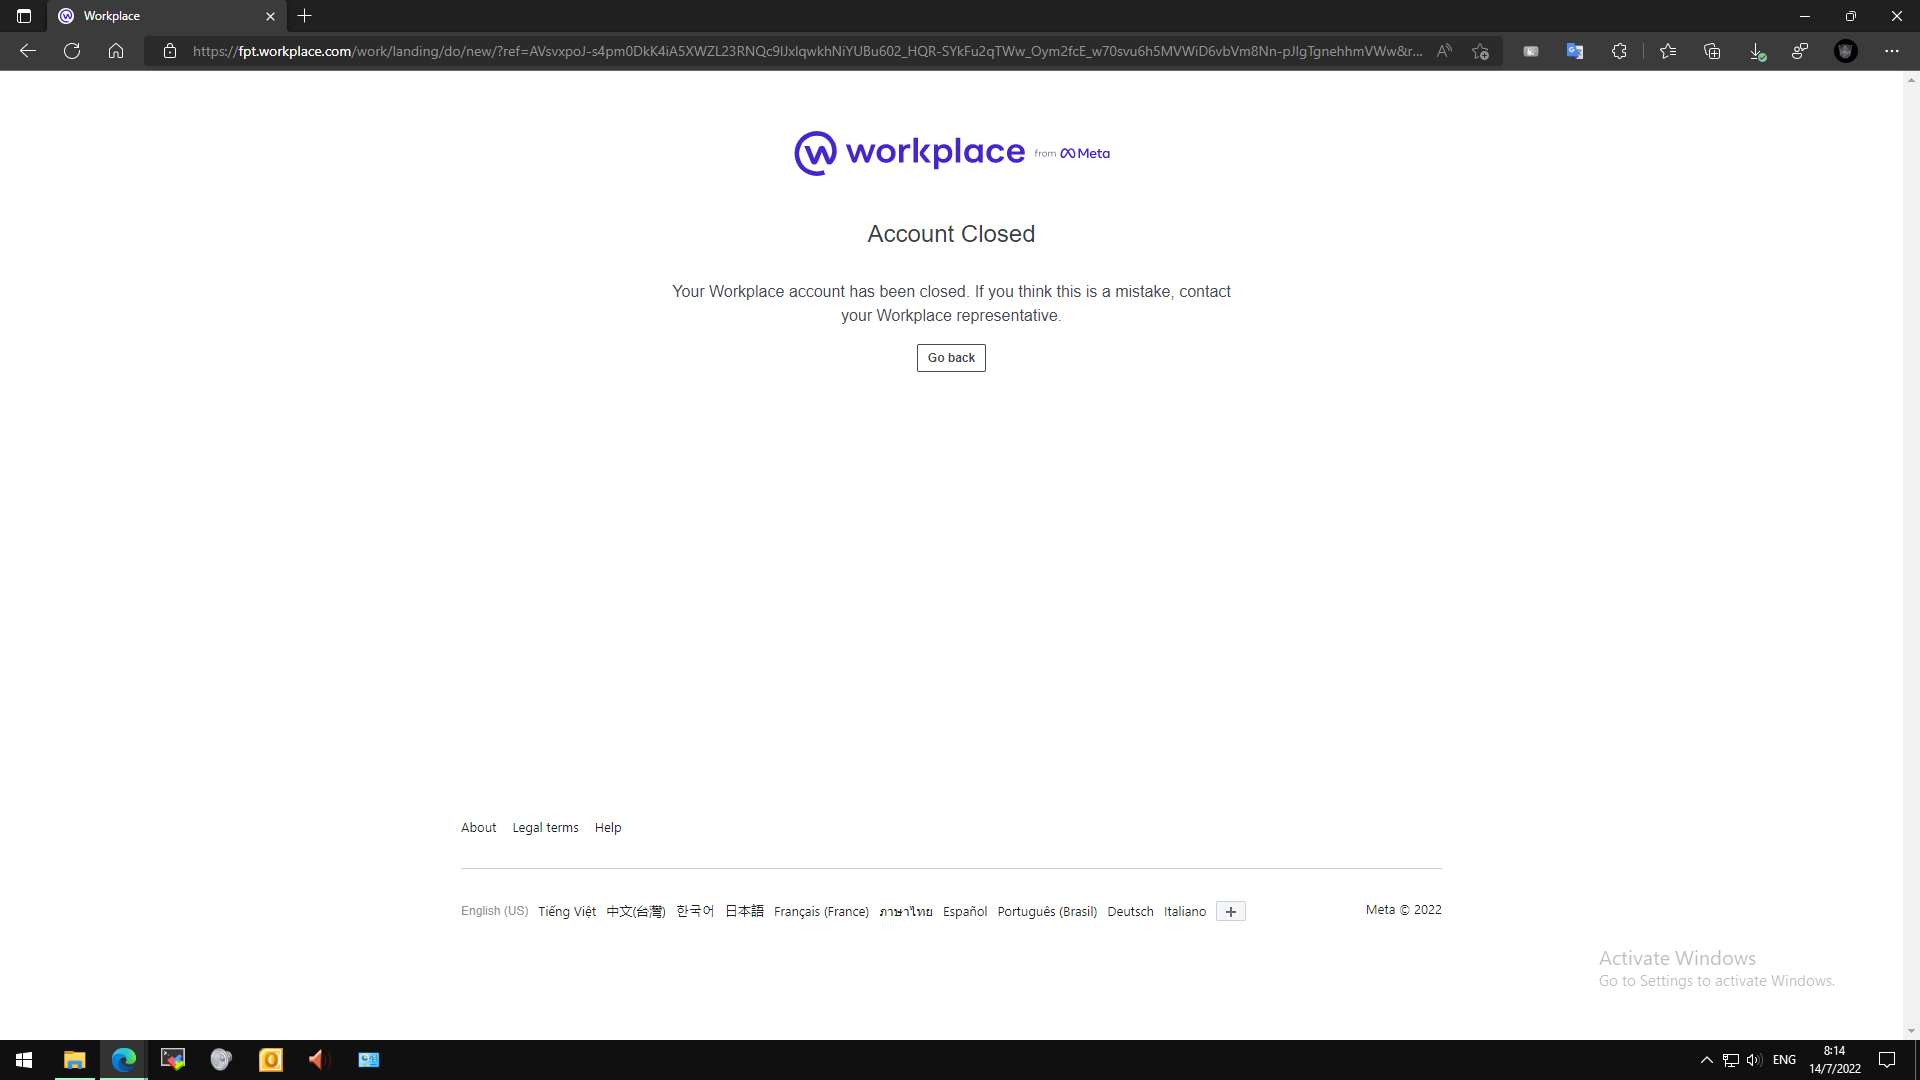 Workplace
https://fpt.workplace.com/work/landing/do/new/?ref=AVsvxpoJ-s4pm0DkK4iA5XWZL23RNQc9lJxlqwkhNiYUBu602_HQR-SYkFu2qTWw_Oym2fcE_w70svu6h5MVWiD6vbVm8Nn-pJlgTgnehhmVWw&r...
workplace from Meta
Account Closed
Your Workplace account has been closed. If you think this is a mistake, contact
your Workplace representative.
Go back
About Legal terms Help
English (US) Tiếng Việt 中文(台灣) 한국어 日本語 Français (France) ภาษาไทย Español Português (Brasil) Deutsch Italiano +
Meta © 2022
Activate Windows
Go to Settings to activate Windows.
ENG
8:14
14/7/2022